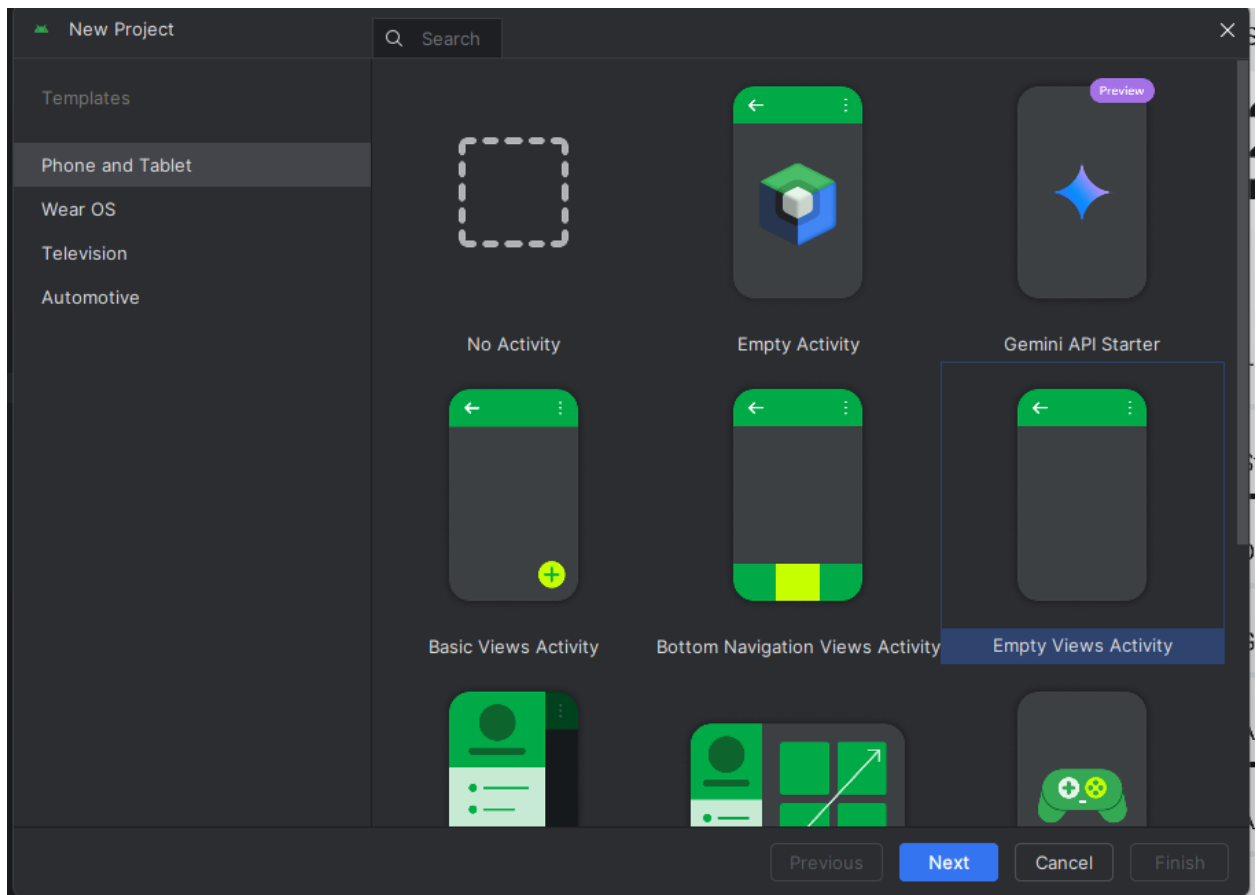 New Project
Search
Templates
Phone and Tablet
Wear OS
Television
Automotive
Preview
No Activity
Empty Activity
Gemini API Starter
Basic Views Activity
Bottom Navigation Views Activity
Empty Views Activity
Previous
Next
Cancel
Finish